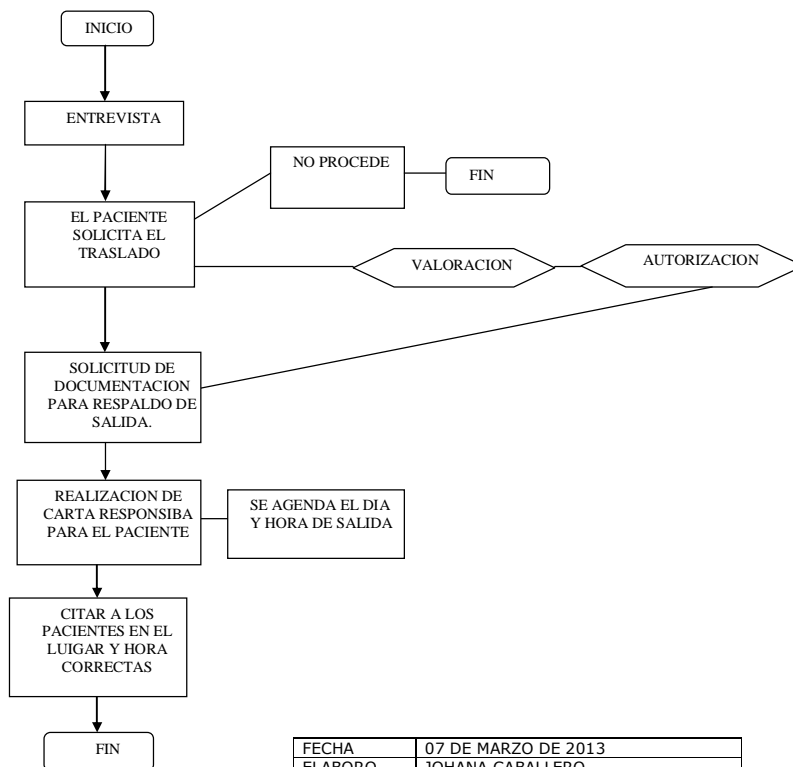 INICIO
ENTREVISTA
NO PROCEDE
FIN
EL PACIENTE
SOLICITA EL
TRASLADO
VALORACION
AUTORIZACION
SOLICITUD DE
DOCUMENTACION
PARA RESPALDO DE
SALIDA.
REALIZACION DE
CARTA RESPONSIBA
PARA EL PACIENTE
SE AGENDA EL DIA
Y HORA DE SALIDA
CITAR A LOS
PACIENTES EN EL
LUIGAR Y HORA
CORRECTAS
FIN
FECHA 07 DE MARZO DE 2013
ELABORO JOHANA CABALLERO